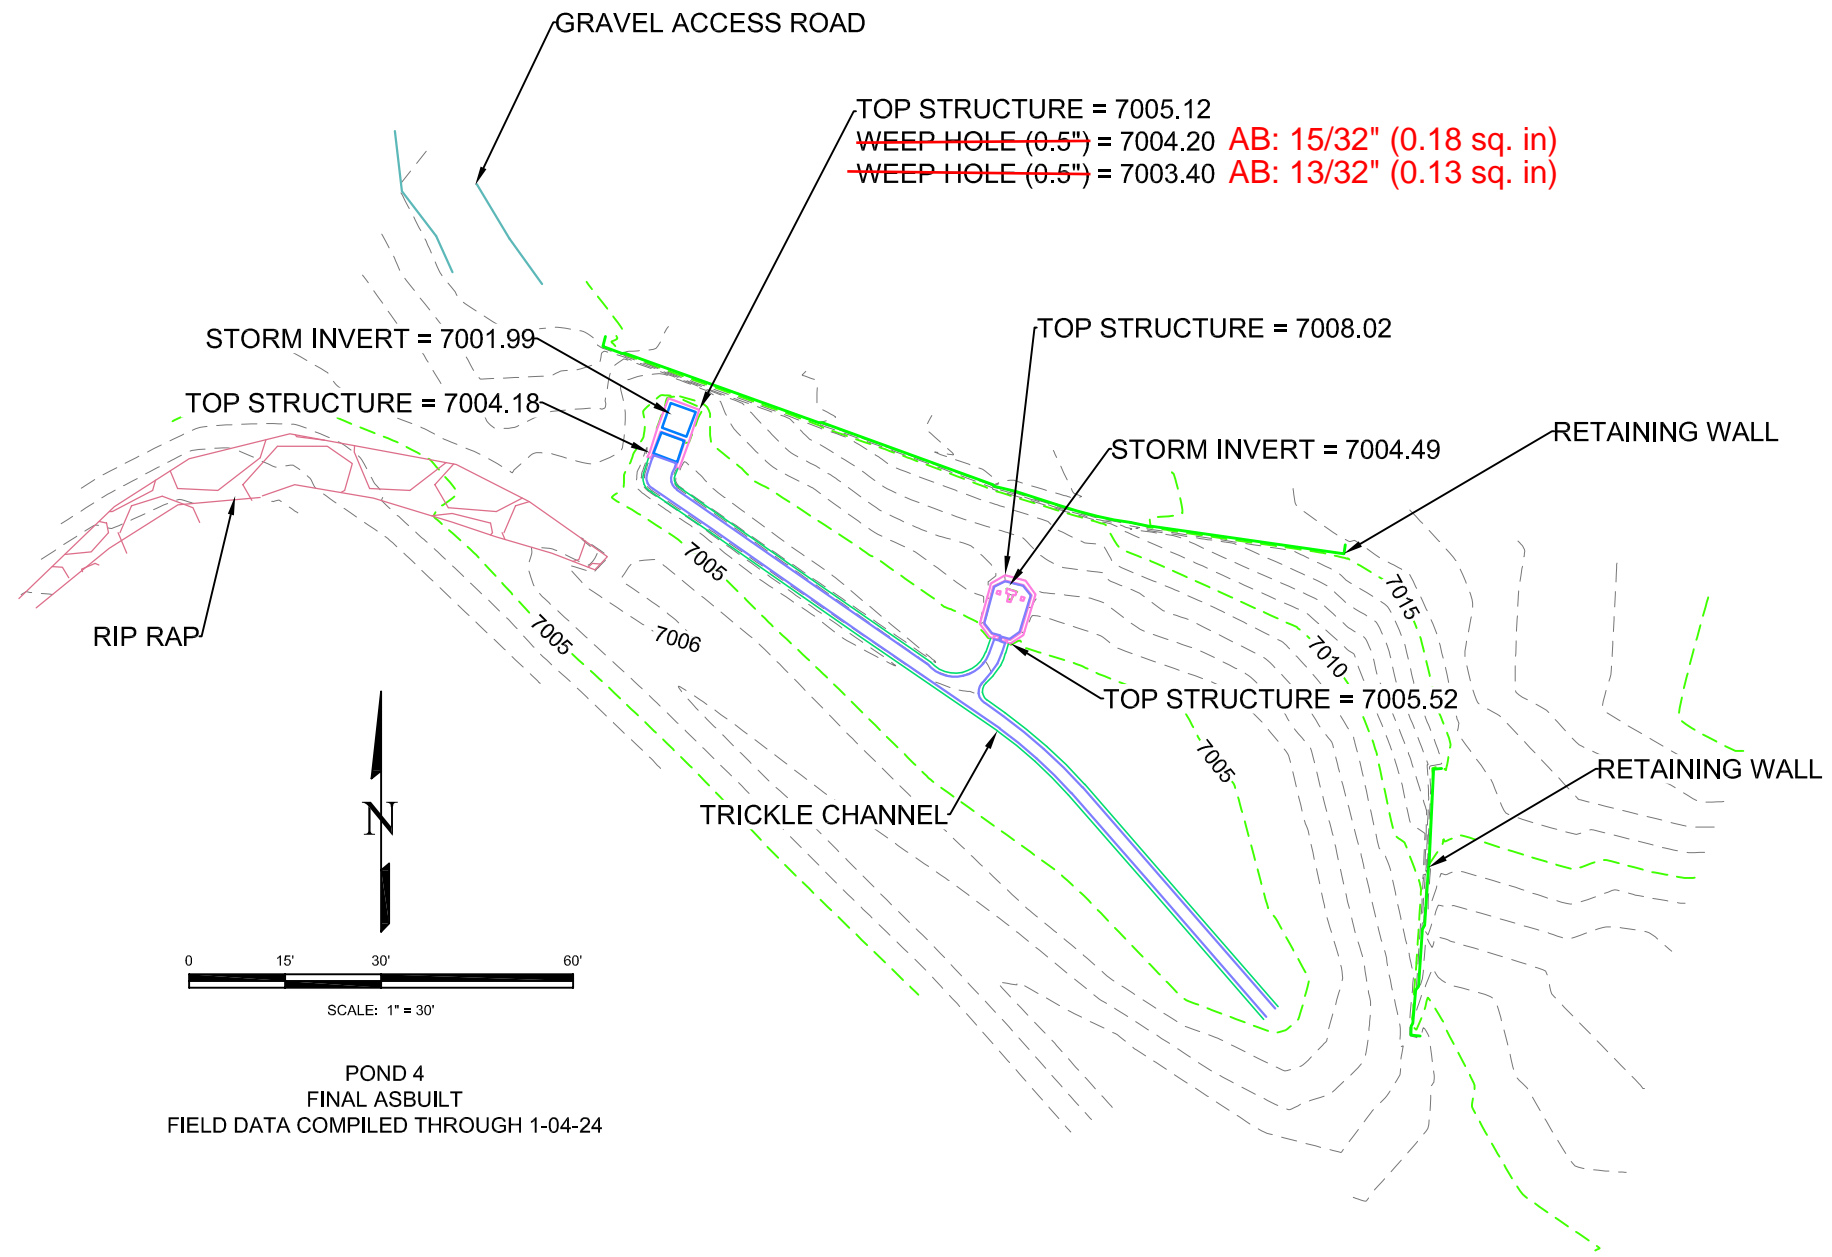 GRAVEL ACCESS ROAD
TOP STRUCTURE = 7005.12
WEEP HOLE (0.5") = 7004.20 AB: 15/32" (0.18 sq. in)
WEEP HOLE (0.5") = 7003.40 AB: 13/32" (0.13 sq. in)
STORM INVERT = 7001.99
TOP STRUCTURE = 7008.02
TOP STRUCTURE = 7004.18
STORM INVERT = 7004.49
RETAINING WALL
7005
7015
RIP RAP
7005
7006
7010
TOP STRUCTURE = 7005.52
7005
RETAINING WALL
TRICKLE CHANNEL
N
0 15' 30' 60'
SCALE: 1" = 30'
POND 4
FINAL ASBUILT
FIELD DATA COMPILED THROUGH 1-04-24